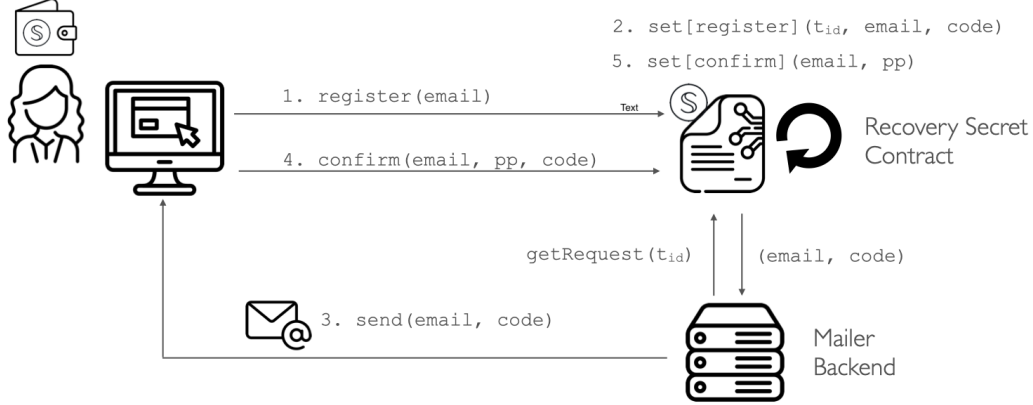 2. set[register](tid, email, code)
5. set[confirm](email, pp)
1. register(email)
Text
Recovery Secret
Contract
4. confirm(email, pp, code)
getRequest(tid)
(email, code)
3. send(email, code)
Mailer
Backend